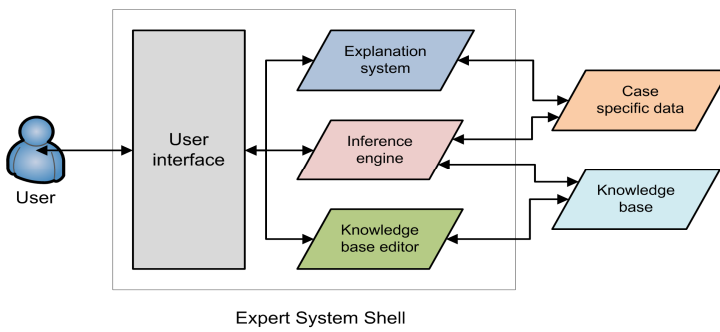 User
User
interface
Explanation
system
Inference
engine
Knowledge
base editor
Case
specific data
Knowledge
base
Expert System Shell